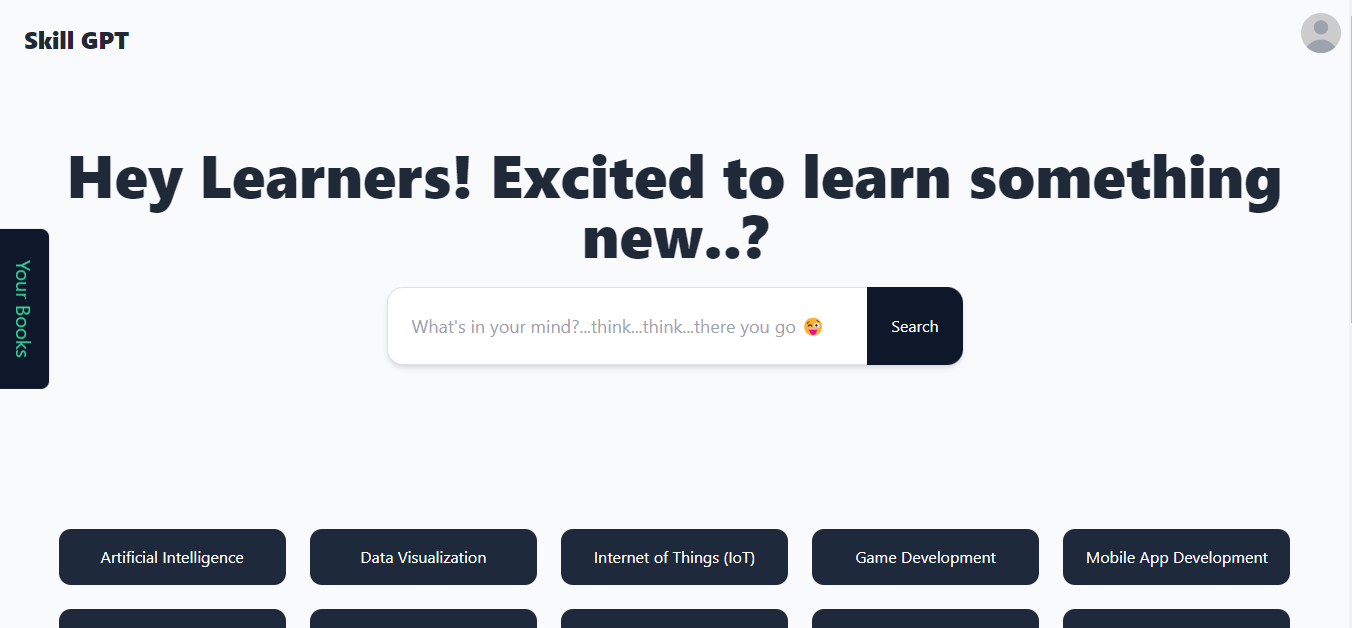 Skill GPT
Hey Learners! Excited to learn something
new..?
Your Books
What's in your mind?...think...think...there you go 😜
Search
Artificial Intelligence
Data Visualization
Internet of Things (IoT)
Game Development
Mobile App Development